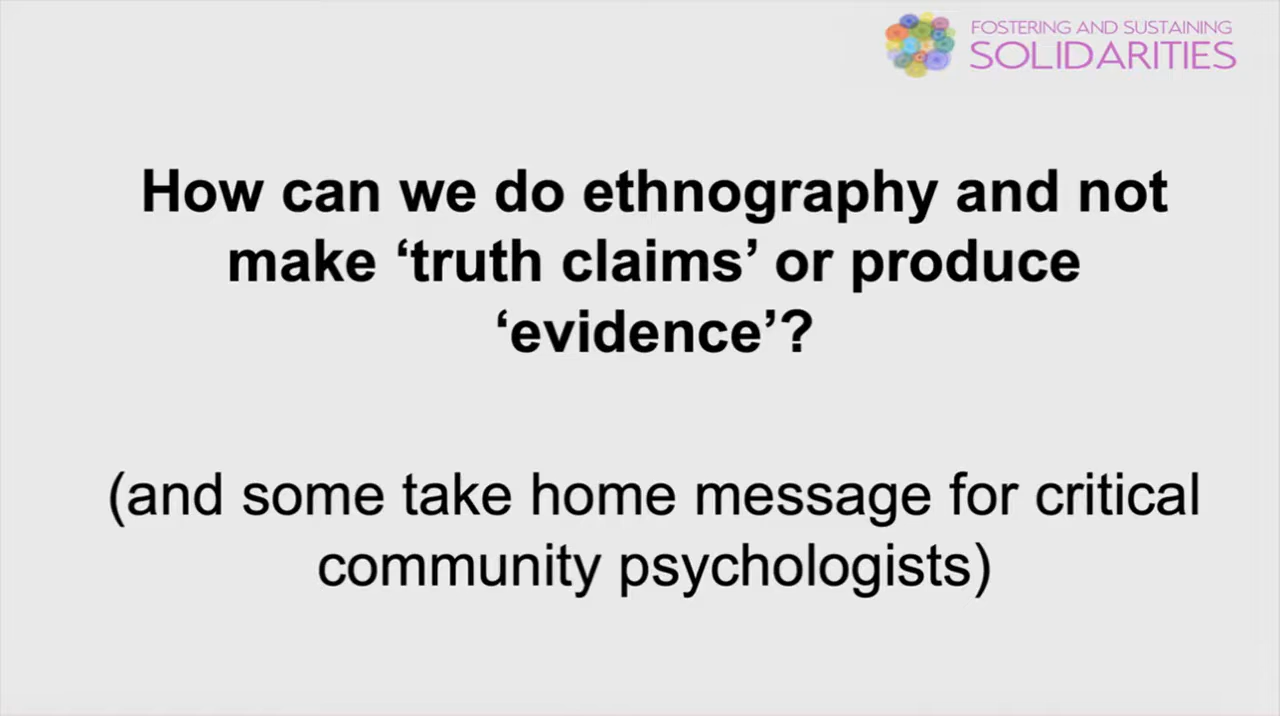 FOSTERING AND SUSTAINING
SOLIDARITIES
How can we do ethnography and not
make ‘truth claims’ or produce
‘evidence’?
(and some take home message for critical
community psychologists)